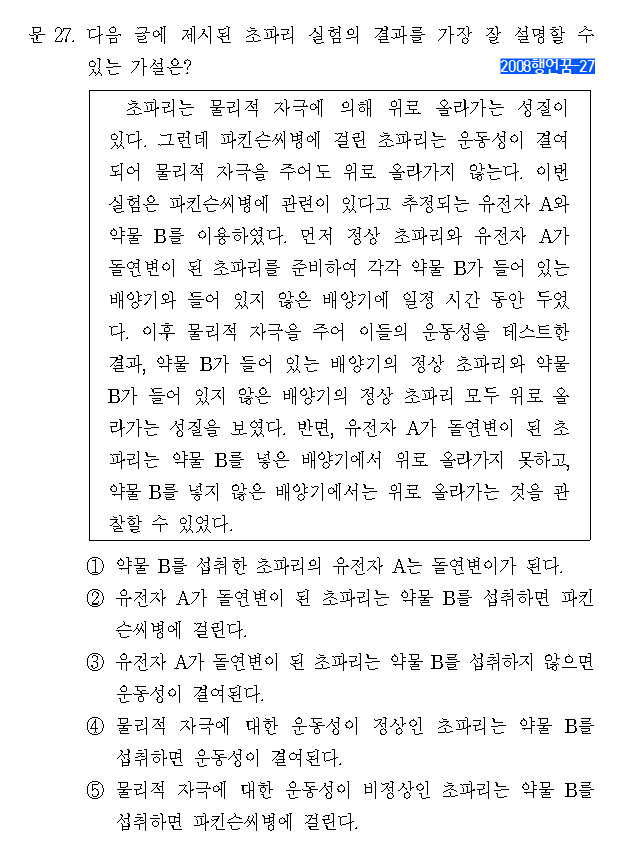 문 27. 다음 글에 제시된 초파리 실험의 결과를 가장 잘 설명할 수
있는 가설은?
2008행언꿈-27
초파리는 물리적 자극에 의해 위로 올라가는 성질이
있다. 그런데 파킨슨씨병에 걸린 초파리는 운동성이 결여
되어 물리적 자극을 주어도 위로 올라가지 않는다. 이번
실험은 파킨슨씨병에 관련이 있다고 추정되는 유전자 A와
약물 B를 이용하였다. 먼저 정상 초파리와 유전자 A가
돌연변이 된 초파리를 준비하여 각각 약물 B가 들어 있는
배양기와 들어 있지 않은 배양기에 일정 시간 동안 두었
다. 이후 물리적 자극을 주어 이들의 운동성을 테스트한
결과, 약물 B가 들어 있는 배양기의 정상 초파리와 약물
B가 들어 있지 않은 배양기의 정상 초파리 모두 위로 올
라가는 성질을 보였다. 반면, 유전자 A가 돌연변이 된 초
파리는 약물 B를 넣은 배양기에서 위로 올라가지 못하고,
약물 B를 넣지 않은 배양기에서는 위로 올라가는 것을 관
찰할 수 있었다.
① 약물 B를 섭취한 초파리의 유전자 A는 돌연변이가 된다.
② 유전자 A가 돌연변이 된 초파리는 약물 B를 섭취하면 파킨
슨씨병에 걸린다.
③ 유전자 A가 돌연변이 된 초파리는 약물 B를 섭취하지 않으면
운동성이 결여된다.
④ 물리적 자극에 대한 운동성이 정상인 초파리는 약물 B를
섭취하면 운동성이 결여된다.
⑤ 물리적 자극에 대한 운동성이 비정상인 초파리는 약물 B를
섭취하면 파킨슨씨병에 걸린다.